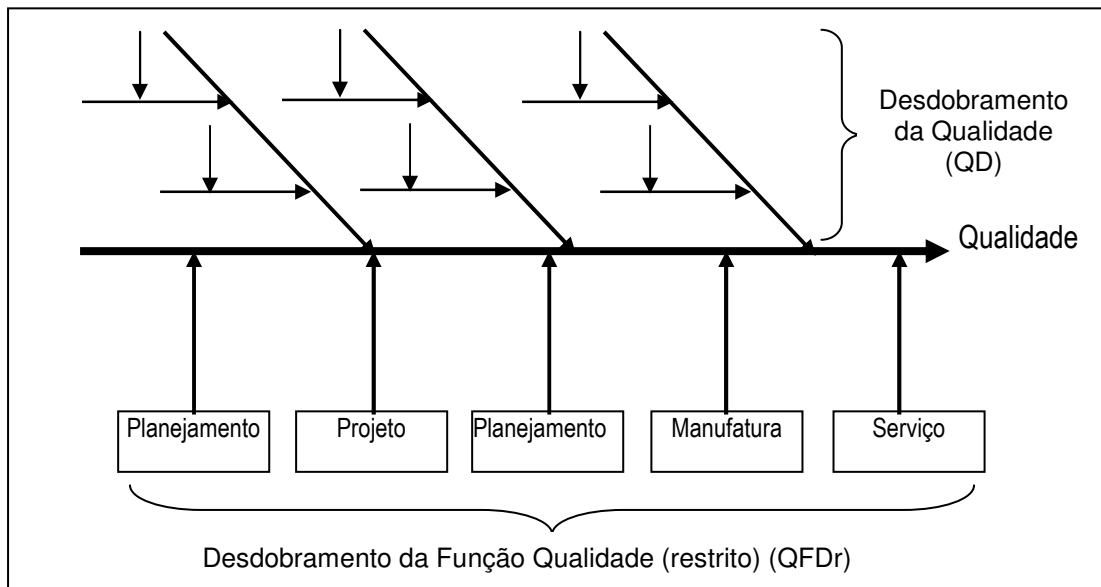 Desdobramento
da Qualidade
(QD)
Qualidade
Planejamento
Projeto
Planejamento
Manufatura
Serviço
Desdobramento da Função Qualidade (restrito) (QFDr)